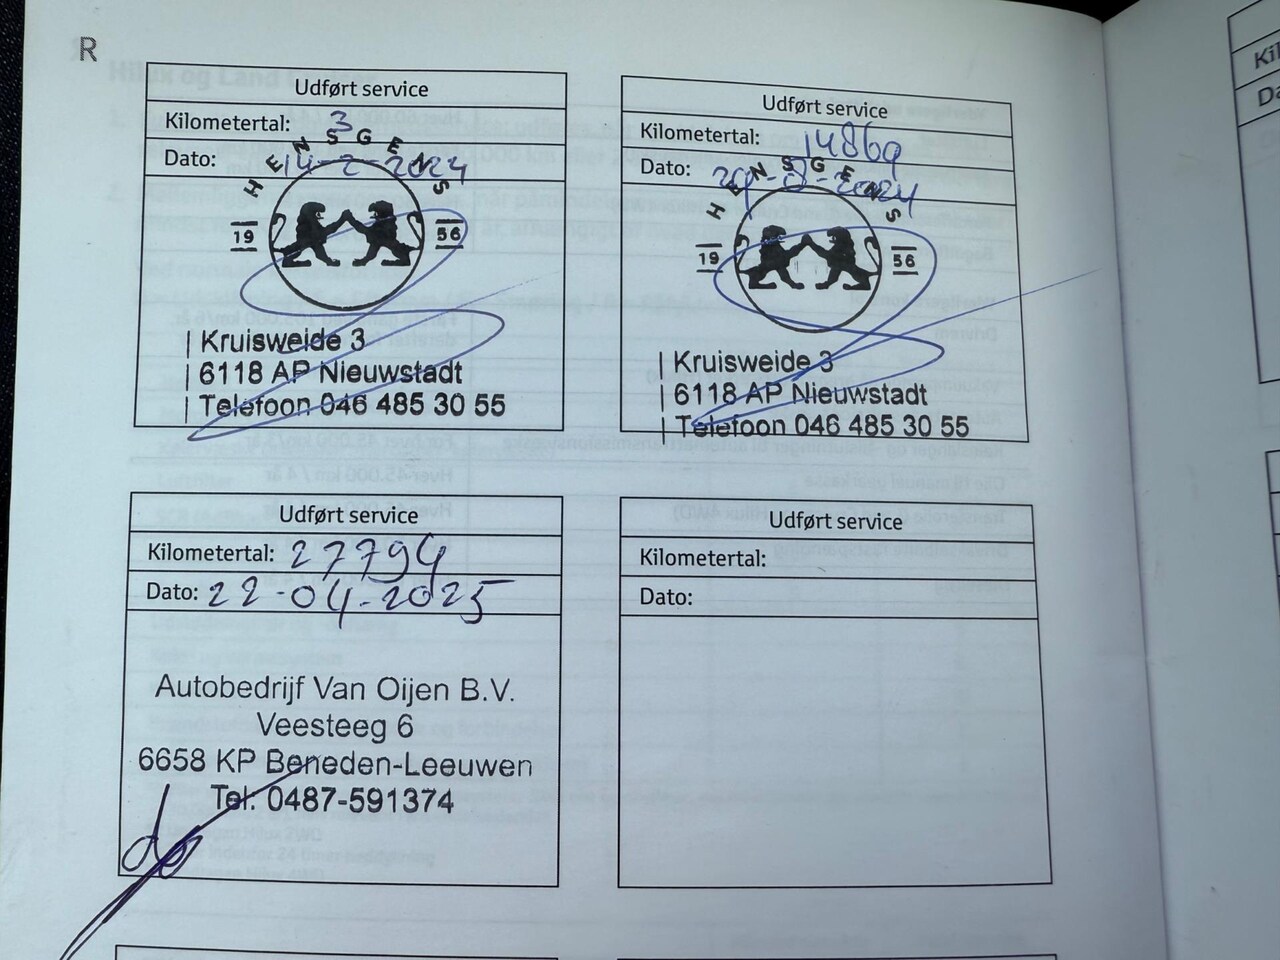 R
Udført service
Kilometertal: 3
Dato: 14-2-2024
HENSGENS
19 56
Kruisweide 3
6118 AP Nieuwstadt
Telefoon 046 485 30 55
Udført service
Kilometertal: 14869
Dato: 29-8-2024
HENSGENS
19 56
Kruisweide 3
6118 AP Nieuwstadt
Telefoon 046 485 30 55
Udført service
Kilometertal: 27794
Dato: 22-04-2025
Autobedrijf Van Oijen B.V.
Veesteeg 6
6658 KP Beneden-Leeuwen
Tel. 0487-591374
Udført service
Kilometertal:
Dato: